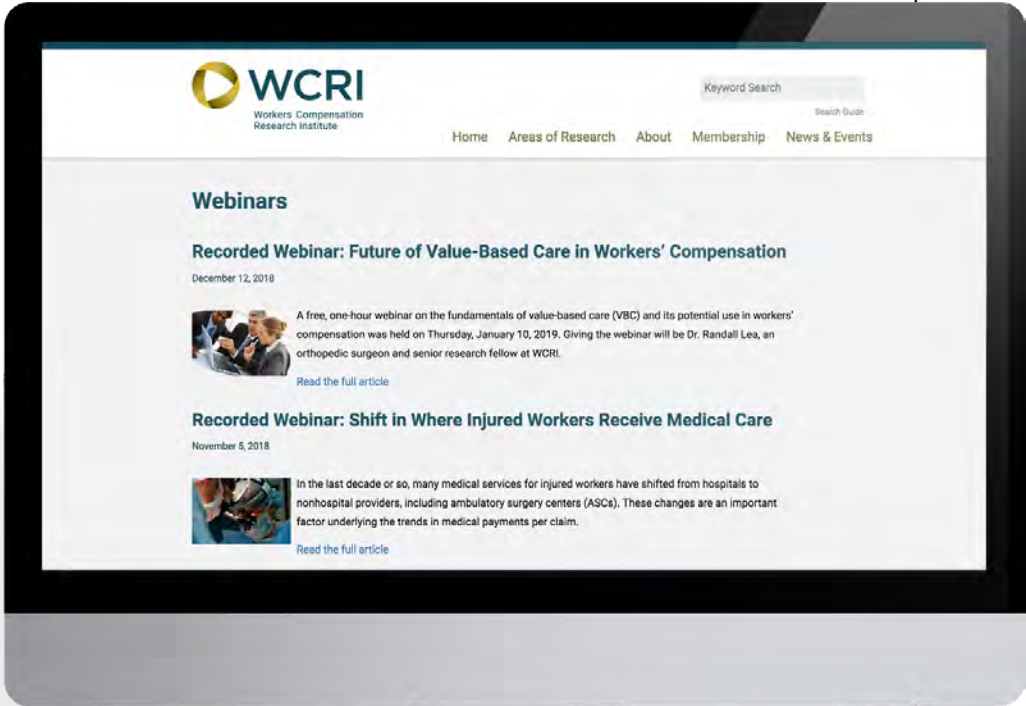 WCRI
Workers Compensation
Research Institute
Keyword Search
Search Guide
Home Areas of Research About Membership News & Events
Webinars
Recorded Webinar: Future of Value-Based Care in Workers’ Compensation
December 12, 2018
A free, one-hour webinar on the fundamentals of value-based care (VBC) and its potential use in workers’
compensation was held on Thursday, January 10, 2019. Giving the webinar will be Dr. Randall Lea, an
orthopedic surgeon and senior research fellow at WCRI.
Read the full article
Recorded Webinar: Shift in Where Injured Workers Receive Medical Care
November 5, 2018
In the last decade or so, many medical services for injured workers have shifted from hospitals to
nonhospital providers, including ambulatory surgery centers (ASCs). These changes are an important
factor underlying the trends in medical payments per claim.
Read the full article